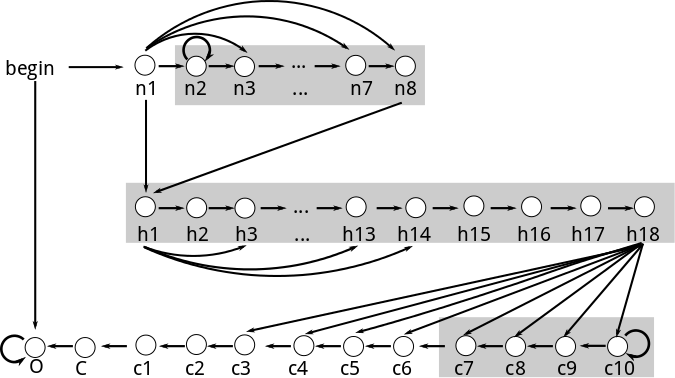 begin
n1 n2 n3 ... n7 n8
...
h1 h2 h3 ... h13 h14 h15 h16 h17 h18
...
O C c1 c2 c3 c4 c5 c6 c7 c8 c9 c10